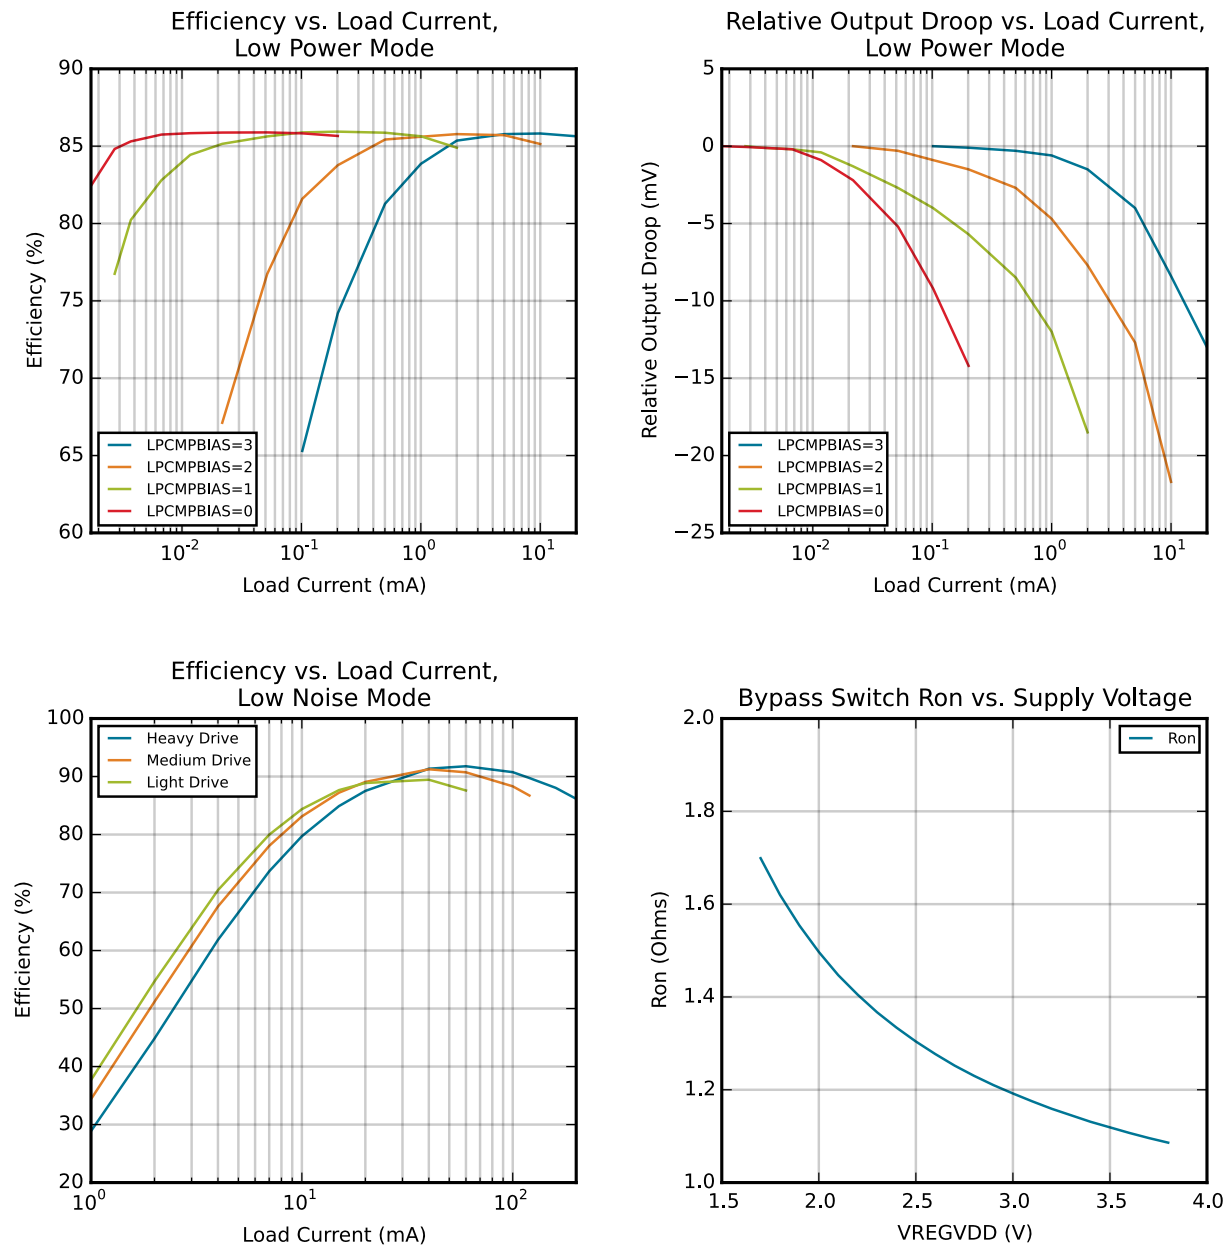 Efficiency vs. Load Current,
Low Power Mode
90
85
80
75
70
65
60
Efficiency (%)
LPCMPBIAS=3
LPCMPBIAS=2
LPCMPBIAS=1
LPCMPBIAS=0
10⁻² 10⁻¹ 10⁰ 10¹
Load Current (mA)
Relative Output Droop vs. Load Current,
Low Power Mode
5
0
−5
−10
−15
−20
−25
Relative Output Droop (mV)
LPCMPBIAS=3
LPCMPBIAS=2
LPCMPBIAS=1
LPCMPBIAS=0
10⁻² 10⁻¹ 10⁰ 10¹
Load Current (mA)
Efficiency vs. Load Current,
Low Noise Mode
100
90
80
70
60
50
40
30
20
Efficiency (%)
Heavy Drive
Medium Drive
Light Drive
10⁰ 10¹ 10²
Load Current (mA)
Bypass Switch Ron vs. Supply Voltage
2.0
1.8
1.6
1.4
1.2
1.0
Ron (Ohms)
Ron
1.5 2.0 2.5 3.0 3.5 4.0
VREGVDD (V)